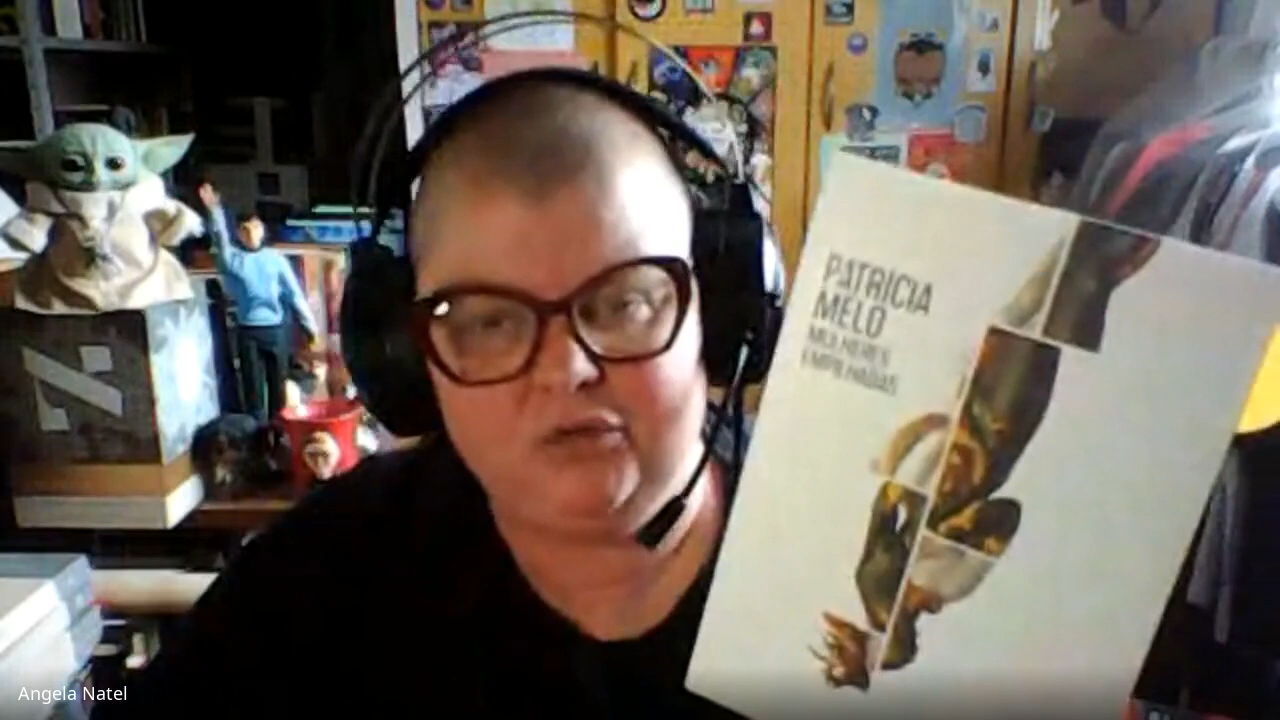 PATRICIA
MELO
MULHERES
EMPILHADAS
Angela Natel